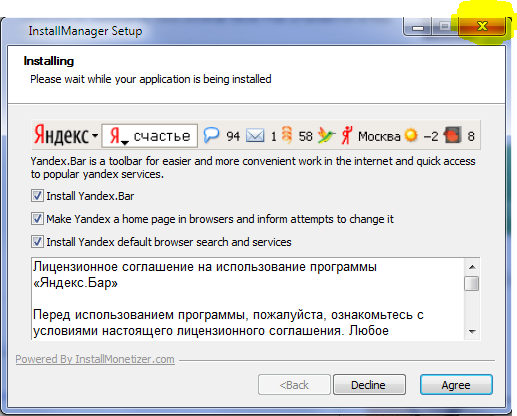 InstallManager Setup
Installing
Please wait while your application is being installed
Яндекс Я счастье 94 1 58 Я Москва −2 8
Yandex.Bar is a toolbar for easier and more convenient work in the internet and quick access
to popular yandex services.
Install Yandex.Bar
Make Yandex a home page in browsers and inform attempts to change it
Install Yandex default browser search and services
Лицензионное соглашение на использование программы
«Яндекс.Бар»
Перед использованием программы, пожалуйста, ознакомьтесь с
условиями настоящего лицензионного соглашения. Любое
Powered By InstallMonetizer.com
<Back Decline Agree